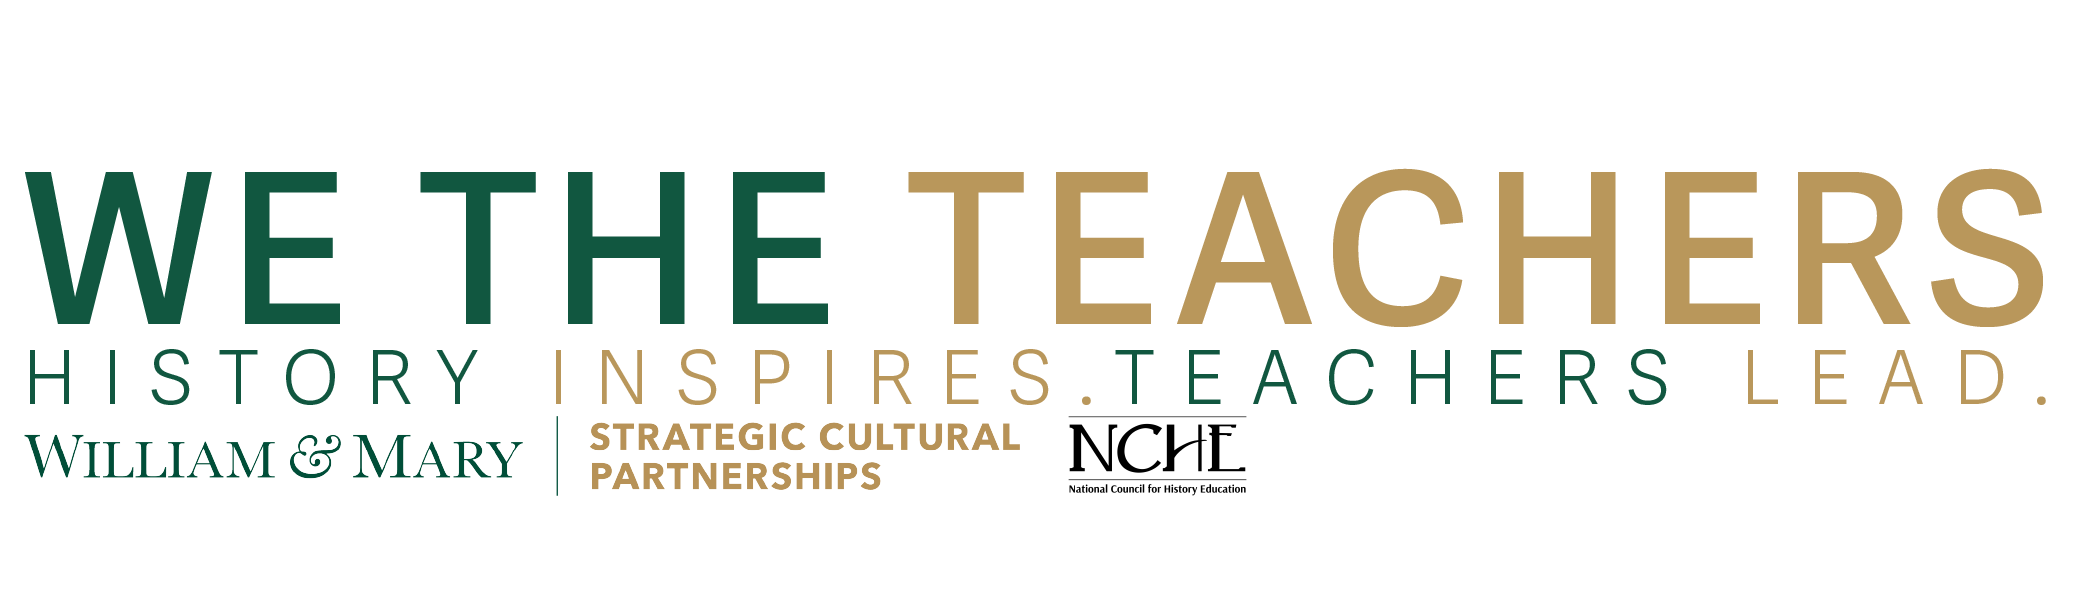 WE THE TEACHERS
HISTORY INSPIRES.TEACHERS LEAD.
WILLIAM & MARY
STRATEGIC CULTURAL
PARTNERSHIPS
NCHE
National Council for History Education